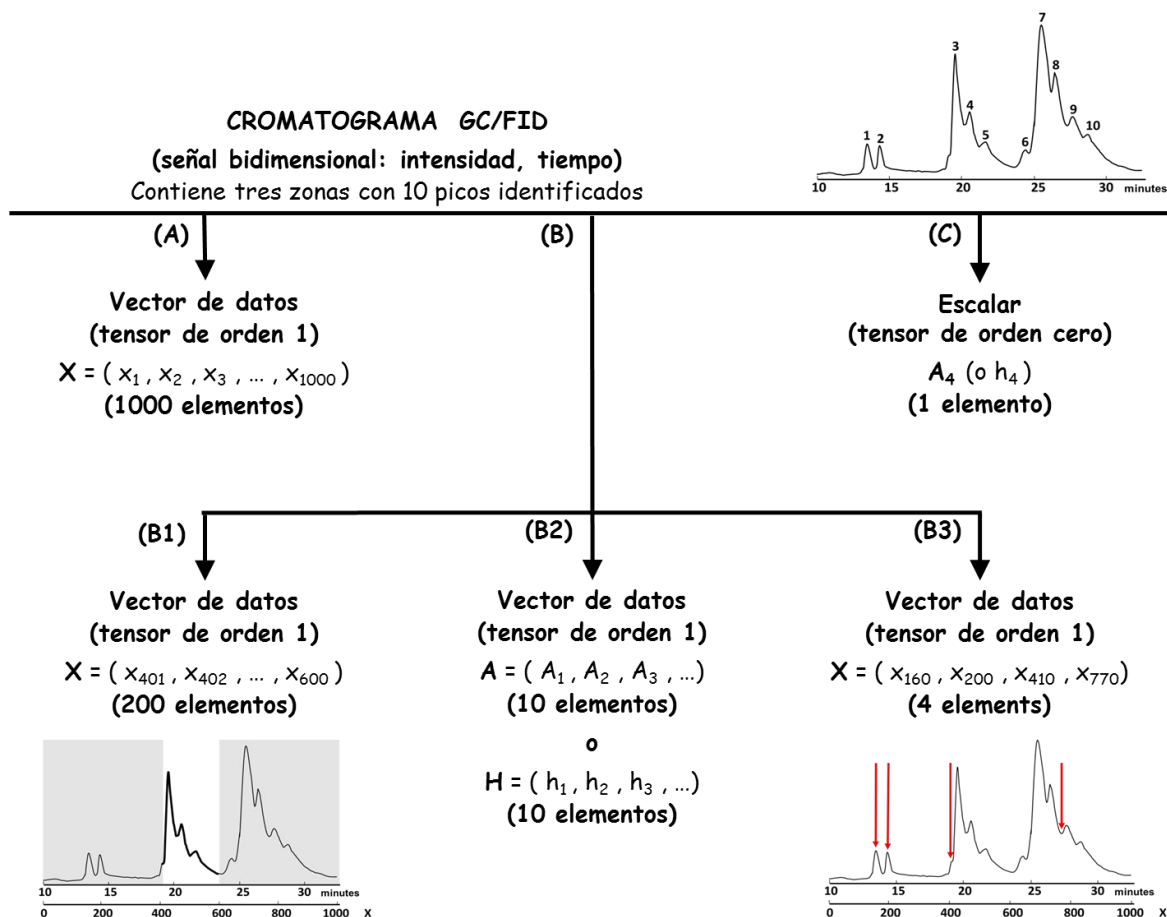 CROMATOGRAMA GC/FID
(señal bidimensional: intensidad, tiempo)
Contiene tres zonas con 10 picos identificados
1 2 3 4 5 6 7 8 9 10
10 20 25 30 minutes
(A)
Vector de datos
(tensor de orden 1)
X = ( x1 , x2 , x3 , ... , x1000 )
(1000 elementos)
(B)
(C)
Escalar
(tensor de orden cero)
A4 (o h4)
(1 elemento)
(B1)
Vector de datos
(tensor de orden 1)
X = ( x401 , x402 , ... , x600 )
(200 elementos)
10 15 20 25 30 minutes
0 200 400 600 800 1000 X
(B2)
Vector de datos
(tensor de orden 1)
A = ( A1 , A2 , A3 , ...)
(10 elementos)
o
H = ( h1 , h2 , h3 , ...)
(10 elementos)
(B3)
Vector de datos
(tensor de orden 1)
X = ( x160 , x200 , x410 , x770)
(4 elements)
10 15 20 25 30 minutes
0 200 400 600 800 1000 X